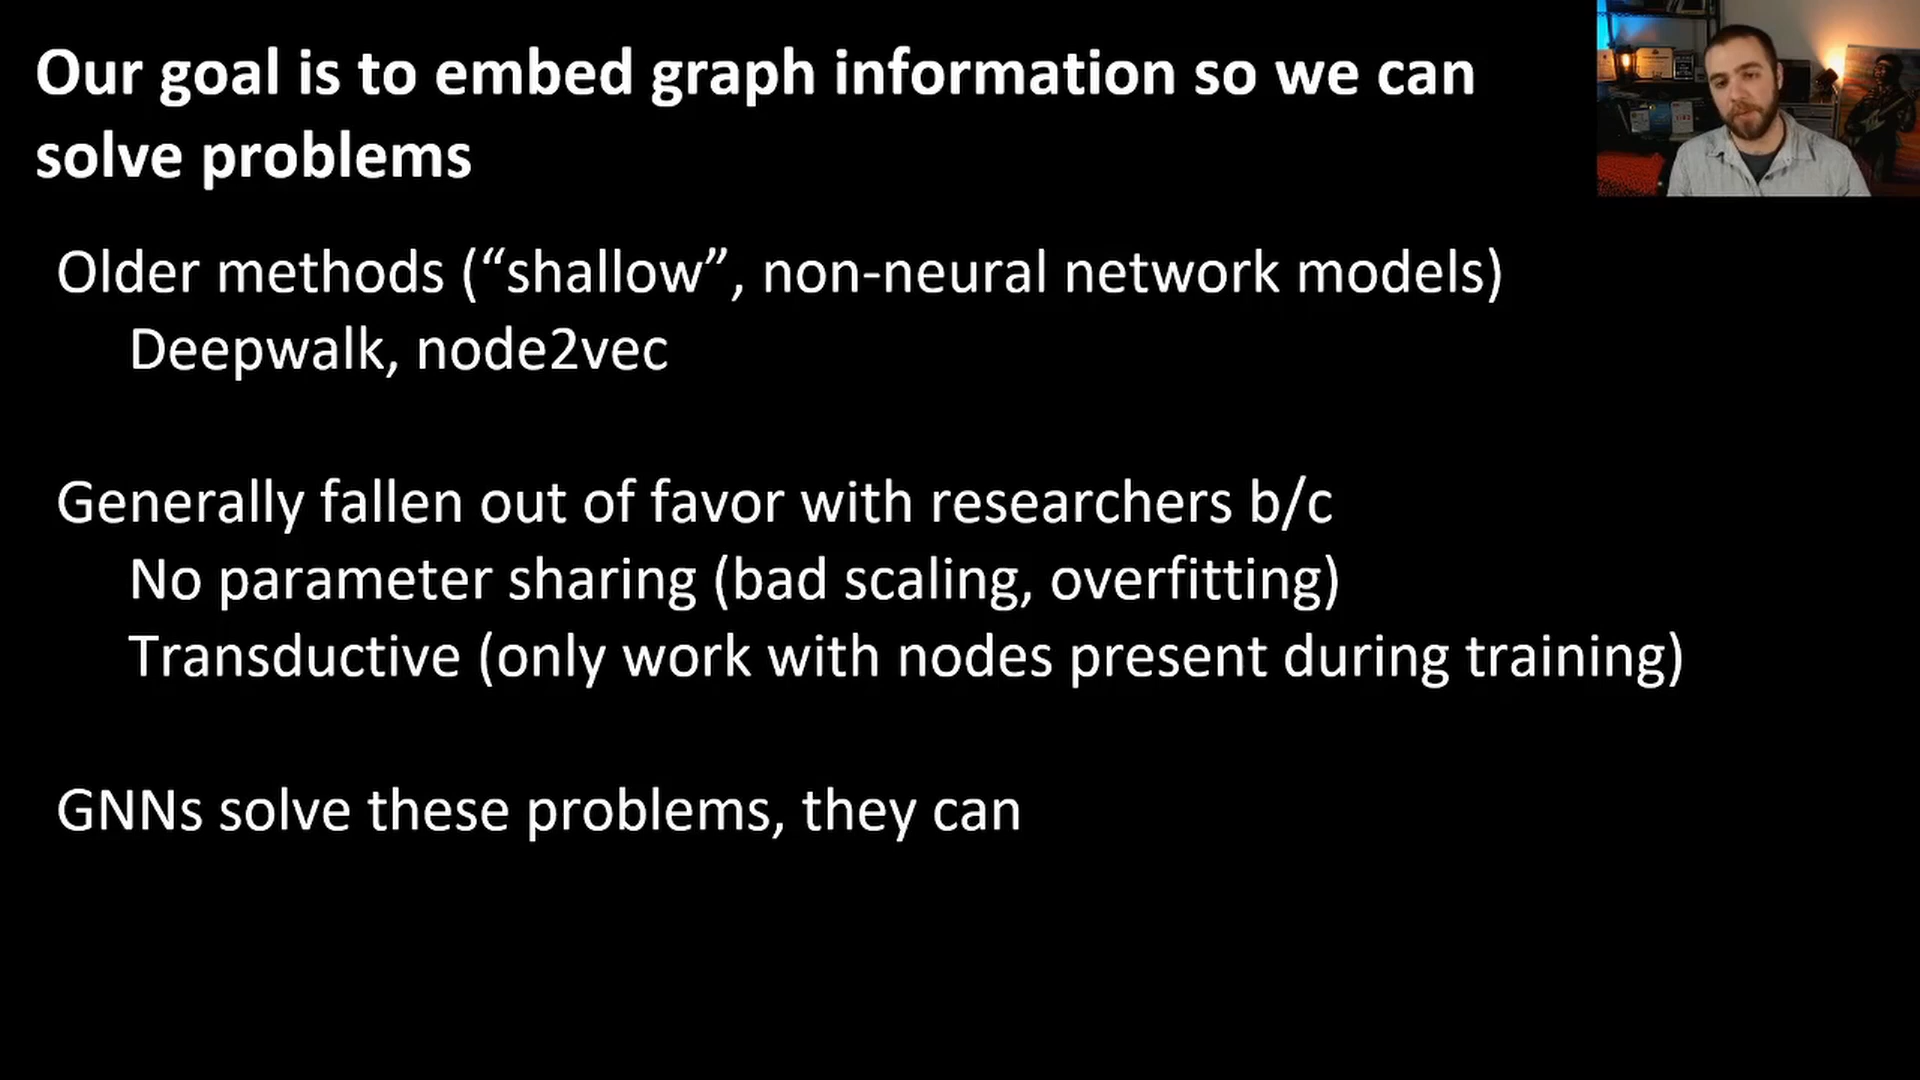 Our goal is to embed graph information so we can
solve problems
Older methods (“shallow”, non-neural network models)
Deepwalk, node2vec
Generally fallen out of favor with researchers b/c
No parameter sharing (bad scaling, overfitting)
Transductive (only work with nodes present during training)
GNNs solve these problems, they can